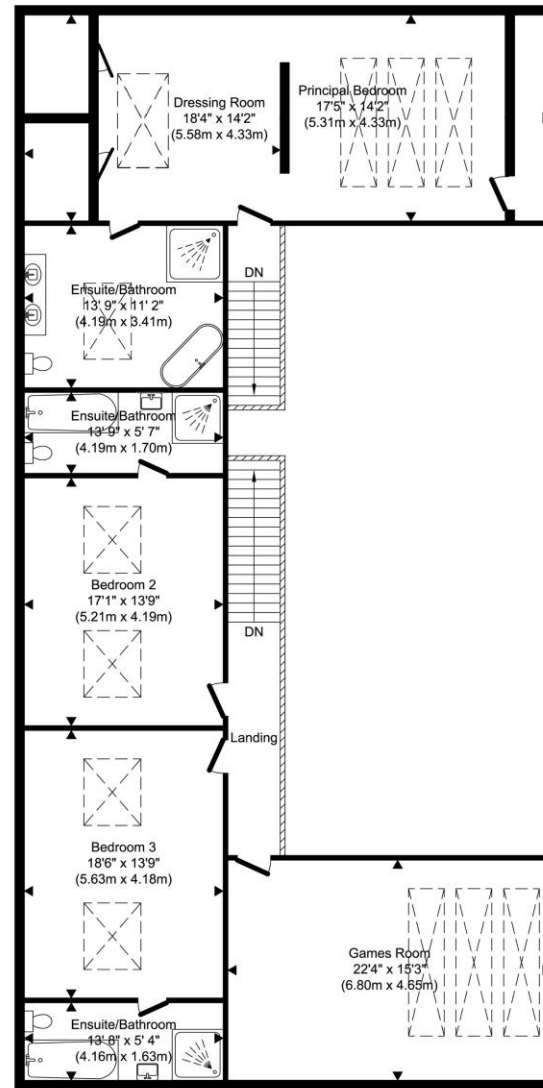 Dressing Room
18'4" x 14'2"
(5.58m x 4.33m)
Principal Bedroom
17'5" x 14'2"
(5.31m x 4.33m)
Ensuite/Bathroom
13' 9" x 11' 2"
(4.19m x 3.41m)
DN
Ensuite/Bathroom
13' 9" x 5' 7"
(4.19m x 1.70m)
Bedroom 2
17'1" x 13'9"
(5.21m x 4.19m)
DN
Landing
Bedroom 3
18'6" x 13'9"
(5.63m x 4.18m)
Games Room
22'4" x 15'3"
(6.80m x 4.65m)
Ensuite/Bathroom
13' 8" x 5' 4"
(4.16m x 1.63m)